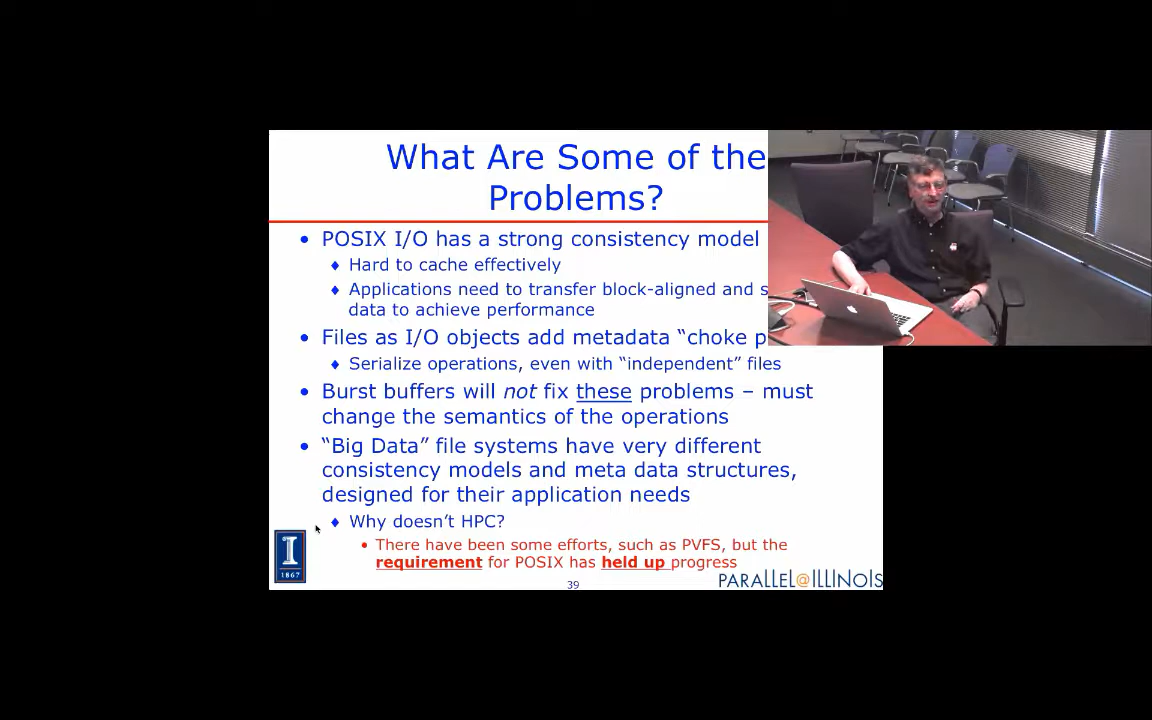 What Are Some of the
Problems?
• POSIX I/O has a strong consistency model
♦ Hard to cache effectively
♦ Applications need to transfer block-aligned and
data to achieve performance
• Files as I/O objects add metadata “choke
♦ Serialize operations, even with “independent” files
• Burst buffers will not fix these problems – must
change the semantics of the operations
• “Big Data” file systems have very different
consistency models and meta data structures,
designed for their application needs
♦ Why doesn’t HPC?
• There have been some efforts, such as PVFS, but the
requirement for POSIX has held up progress
I
1867
39
PARALLEL@ILLINOIS